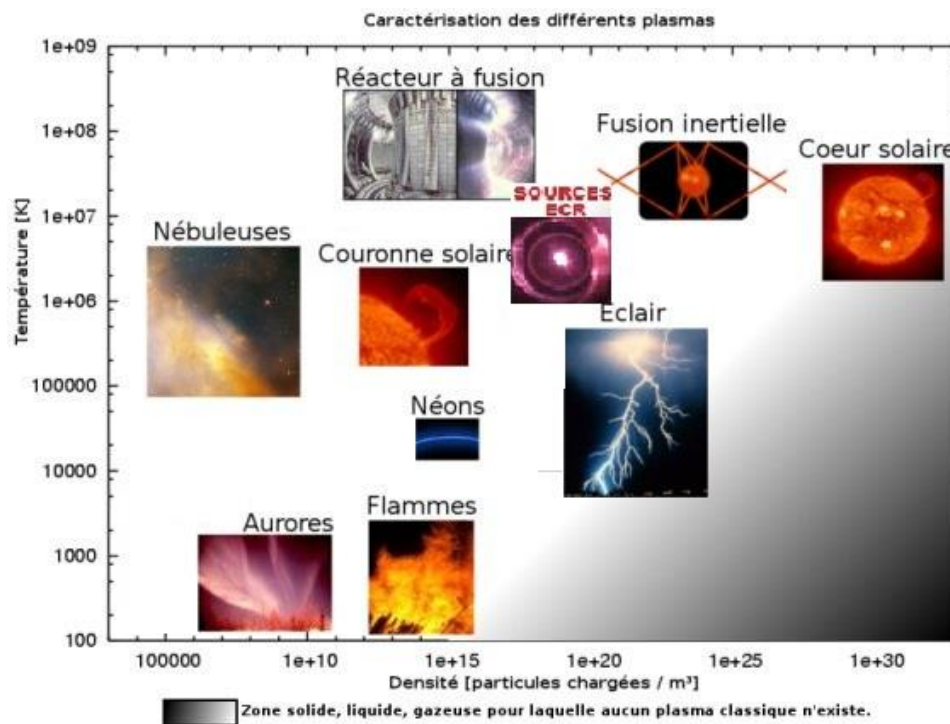 Caractérisation des différents plasmas
1e+09
1e+08
1e+07
1e+06
100000
10000
1000
100
Température [K]
Réacteur à fusion
Fusion inertielle
Coeur solaire
SOURCES
ECR
Nébuleuses
Couronne solaire
Eclair
Néons
Flammes
Aurores
100000
1e+10
1e+15
1e+20
1e+25
1e+30
Densité [particules chargées / m³]
Zone solide, liquide, gazeuse pour laquelle aucun plasma classique n'existe.